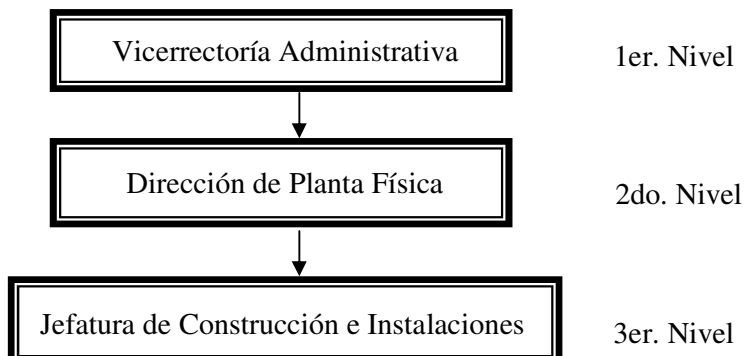 Vicerrectoría Administrativa 1er. Nivel
Dirección de Planta Física 2do. Nivel
Jefatura de Construcción e Instalaciones 3er. Nivel